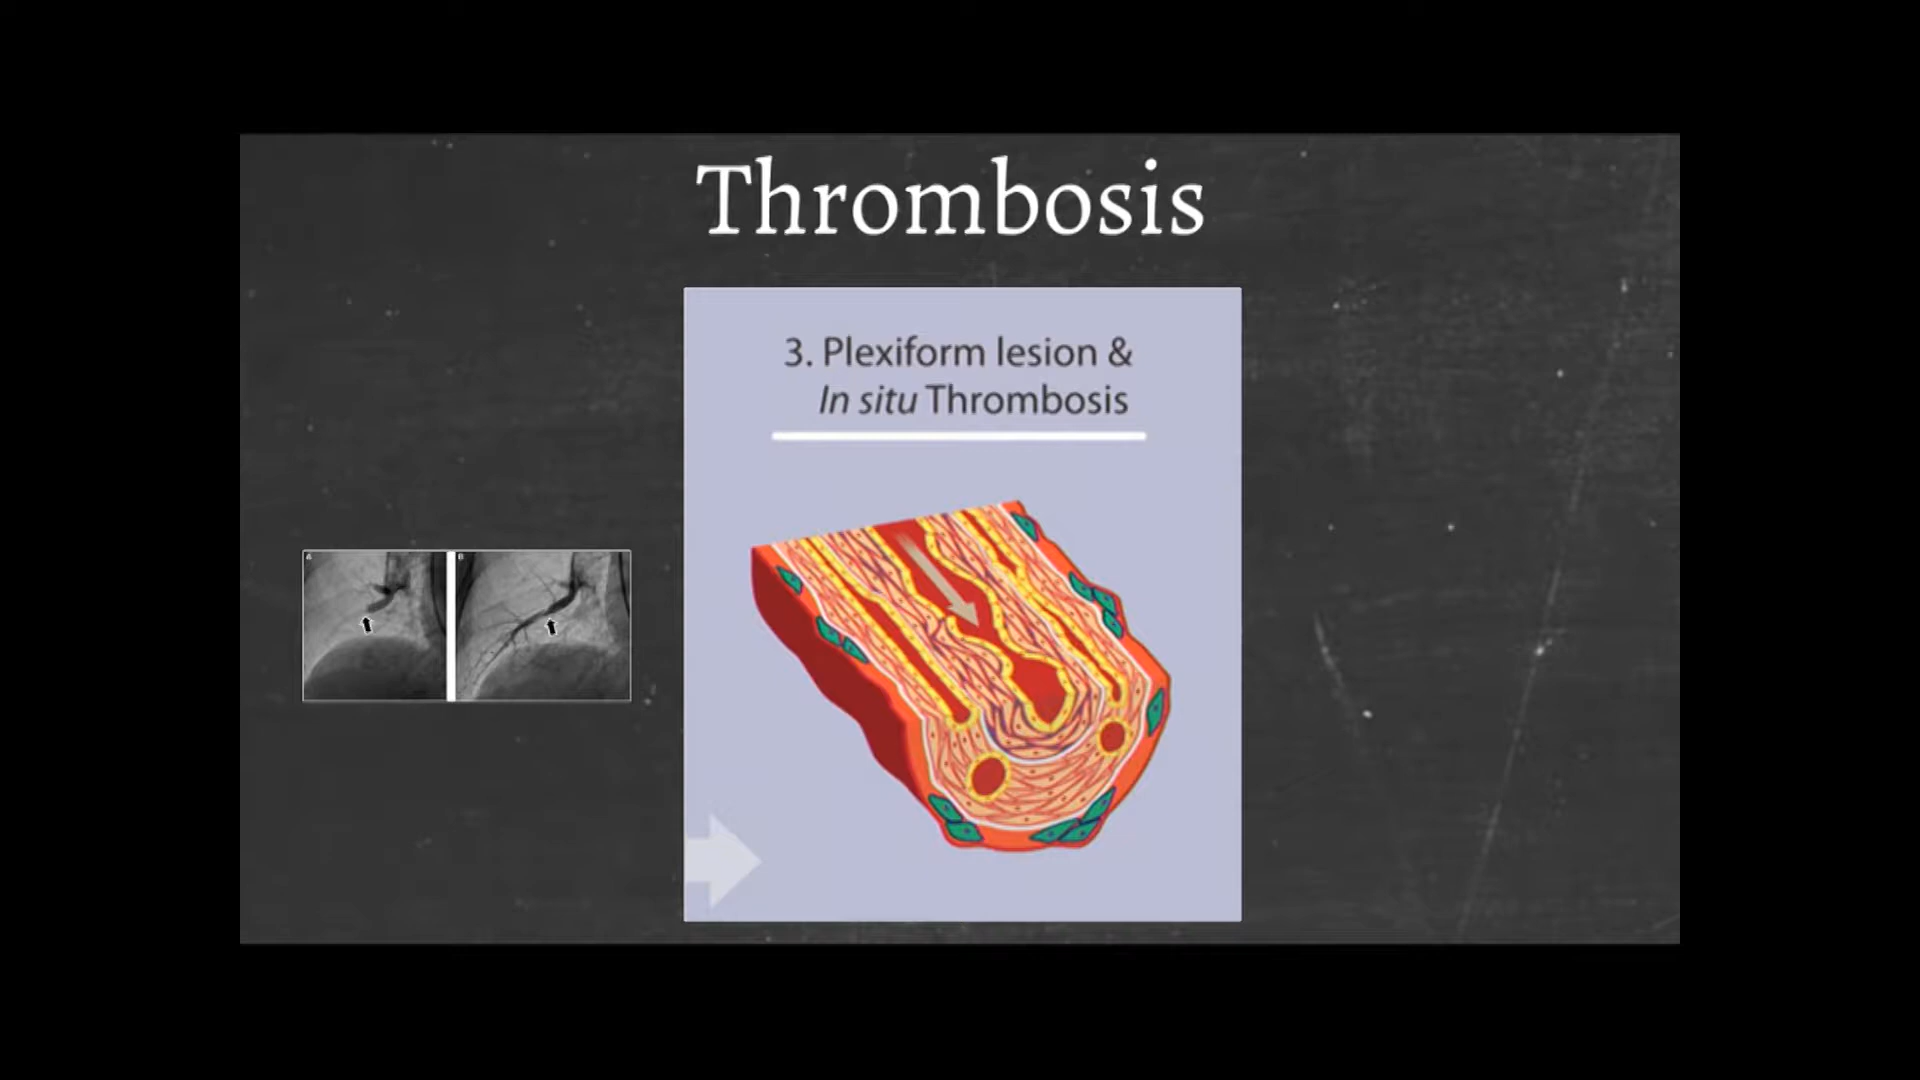 Thrombosis
3. Plexiform lesion &
In situ Thrombosis
A
B